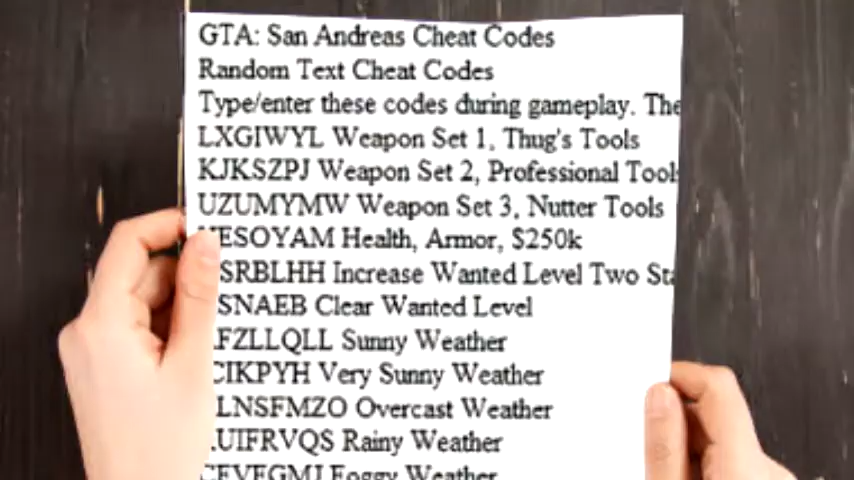 GTA: San Andreas Cheat Codes
Random Text Cheat Codes
Type/enter these codes during gameplay. The
LXGIWYL Weapon Set 1, Thug's Tools
KJKSZPJ Weapon Set 2, Professional Tools
UZUMYMW Weapon Set 3, Nutter Tools
Health, Armor, $250k
Increase Wanted Level Two
Clear Wanted Level
Sunny Weather
Very Sunny Weather
Overcast Weather
Rainy Weather
Foggy Weather